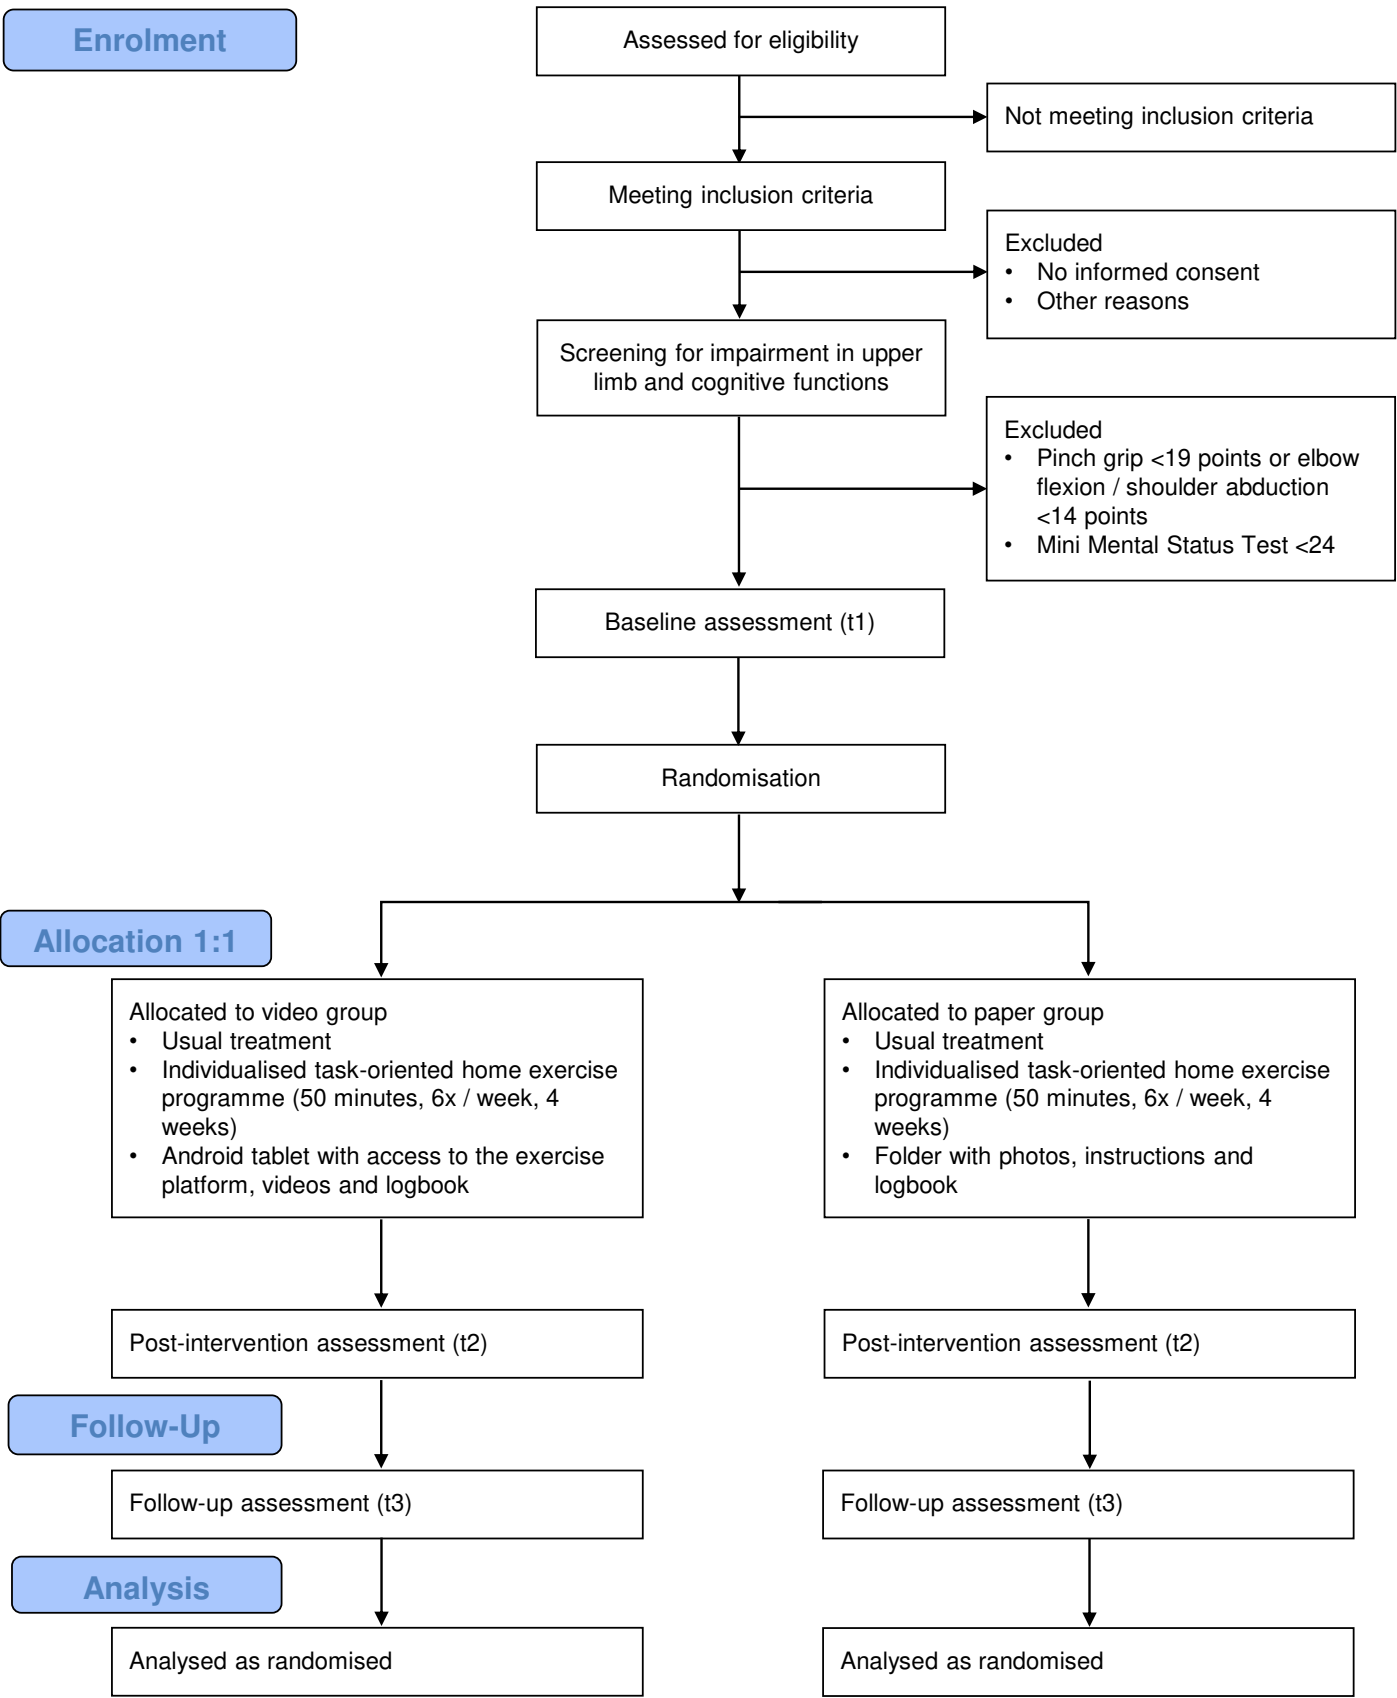 Enrolment
Assessed for eligibility
Not meeting inclusion criteria
Meeting inclusion criteria
Excluded
• No informed consent
• Other reasons
Screening for impairment in upper
limb and cognitive functions
Excluded
• Pinch grip <19 points or elbow
flexion / shoulder abduction
<14 points
• Mini Mental Status Test <24
Baseline assessment (t1)
Randomisation
Allocation 1:1
Allocated to video group
• Usual treatment
• Individualised task-oriented home exercise
programme (50 minutes, 6x / week, 4
weeks)
• Android tablet with access to the exercise
platform, videos and logbook
Allocated to paper group
• Usual treatment
• Individualised task-oriented home exercise
programme (50 minutes, 6x / week, 4
weeks)
• Folder with photos, instructions and
logbook
Post-intervention assessment (t2)
Post-intervention assessment (t2)
Follow-Up
Follow-up assessment (t3)
Follow-up assessment (t3)
Analysis
Analysed as randomised
Analysed as randomised